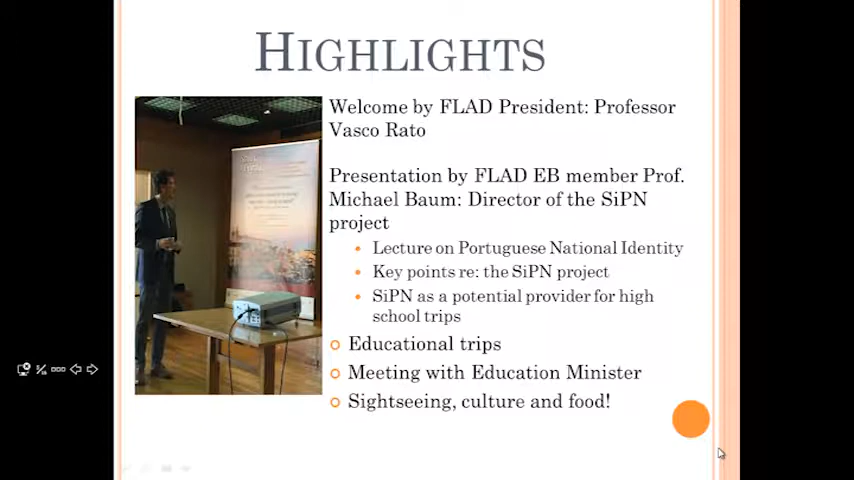 HIGHLIGHTS
Welcome by FLAD President: Professor
Vasco Rato
Presentation by FLAD EB member Prof.
Michael Baum: Director of the SiPN
project
Lecture on Portuguese National Identity
Key points re: the SiPN project
SiPN as a potential provider for high
school trips
Educational trips
Meeting with Education Minister
Sightseeing, culture and food!